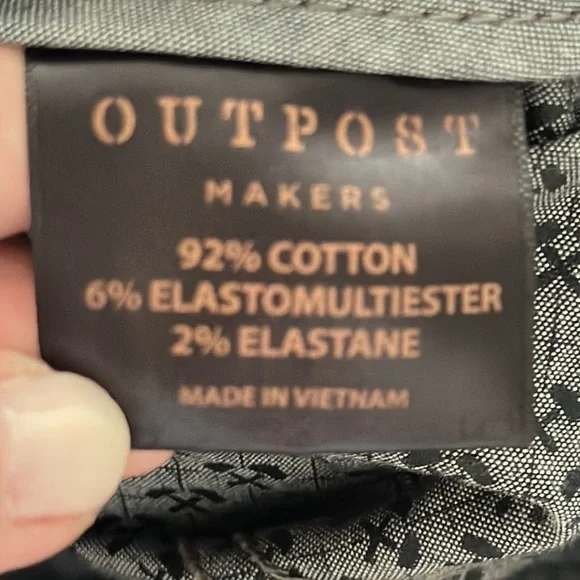 OUTPOST
MAKERS
92% COTTON
6% ELASTOMULTIESTER
2% ELASTANE
MADE IN VIETNAM